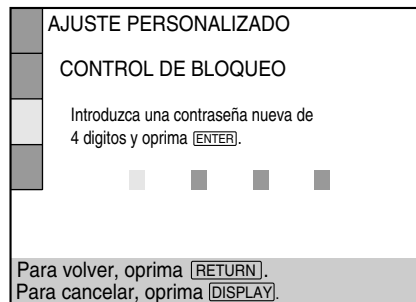 AJUSTE PERSONALIZADO
CONTROL DE BLOQUEO
Introduzca una contraseña nueva de
4 digitos y oprima ENTER.
Para volver, oprima RETURN.
Para cancelar, oprima DISPLAY.